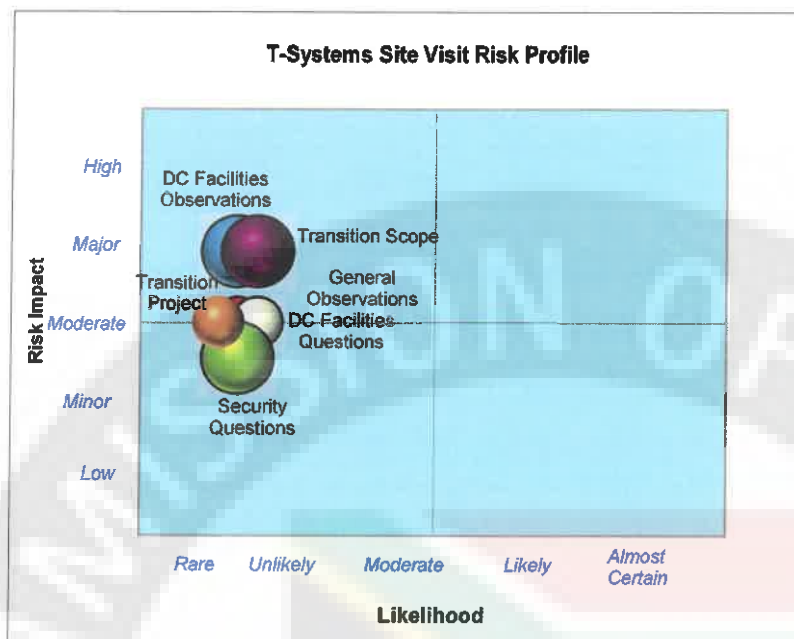 T-Systems Site Visit Risk Profile
High
DC Facilities
Observations
Major
Transition Scope
Transition
Project
General
Observations
Moderate
DC Facilities
Questions
Risk Impact
Minor
Security
Questions
Low
Rare
Unlikely
Moderate
Likely
Almost
Certain
Likelihood